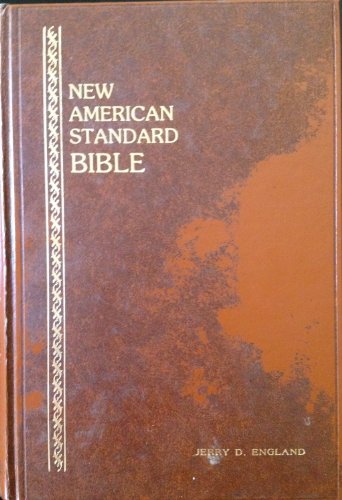 NEW
AMERICAN
STANDARD
BIBLE
JERRY D. ENGLAND